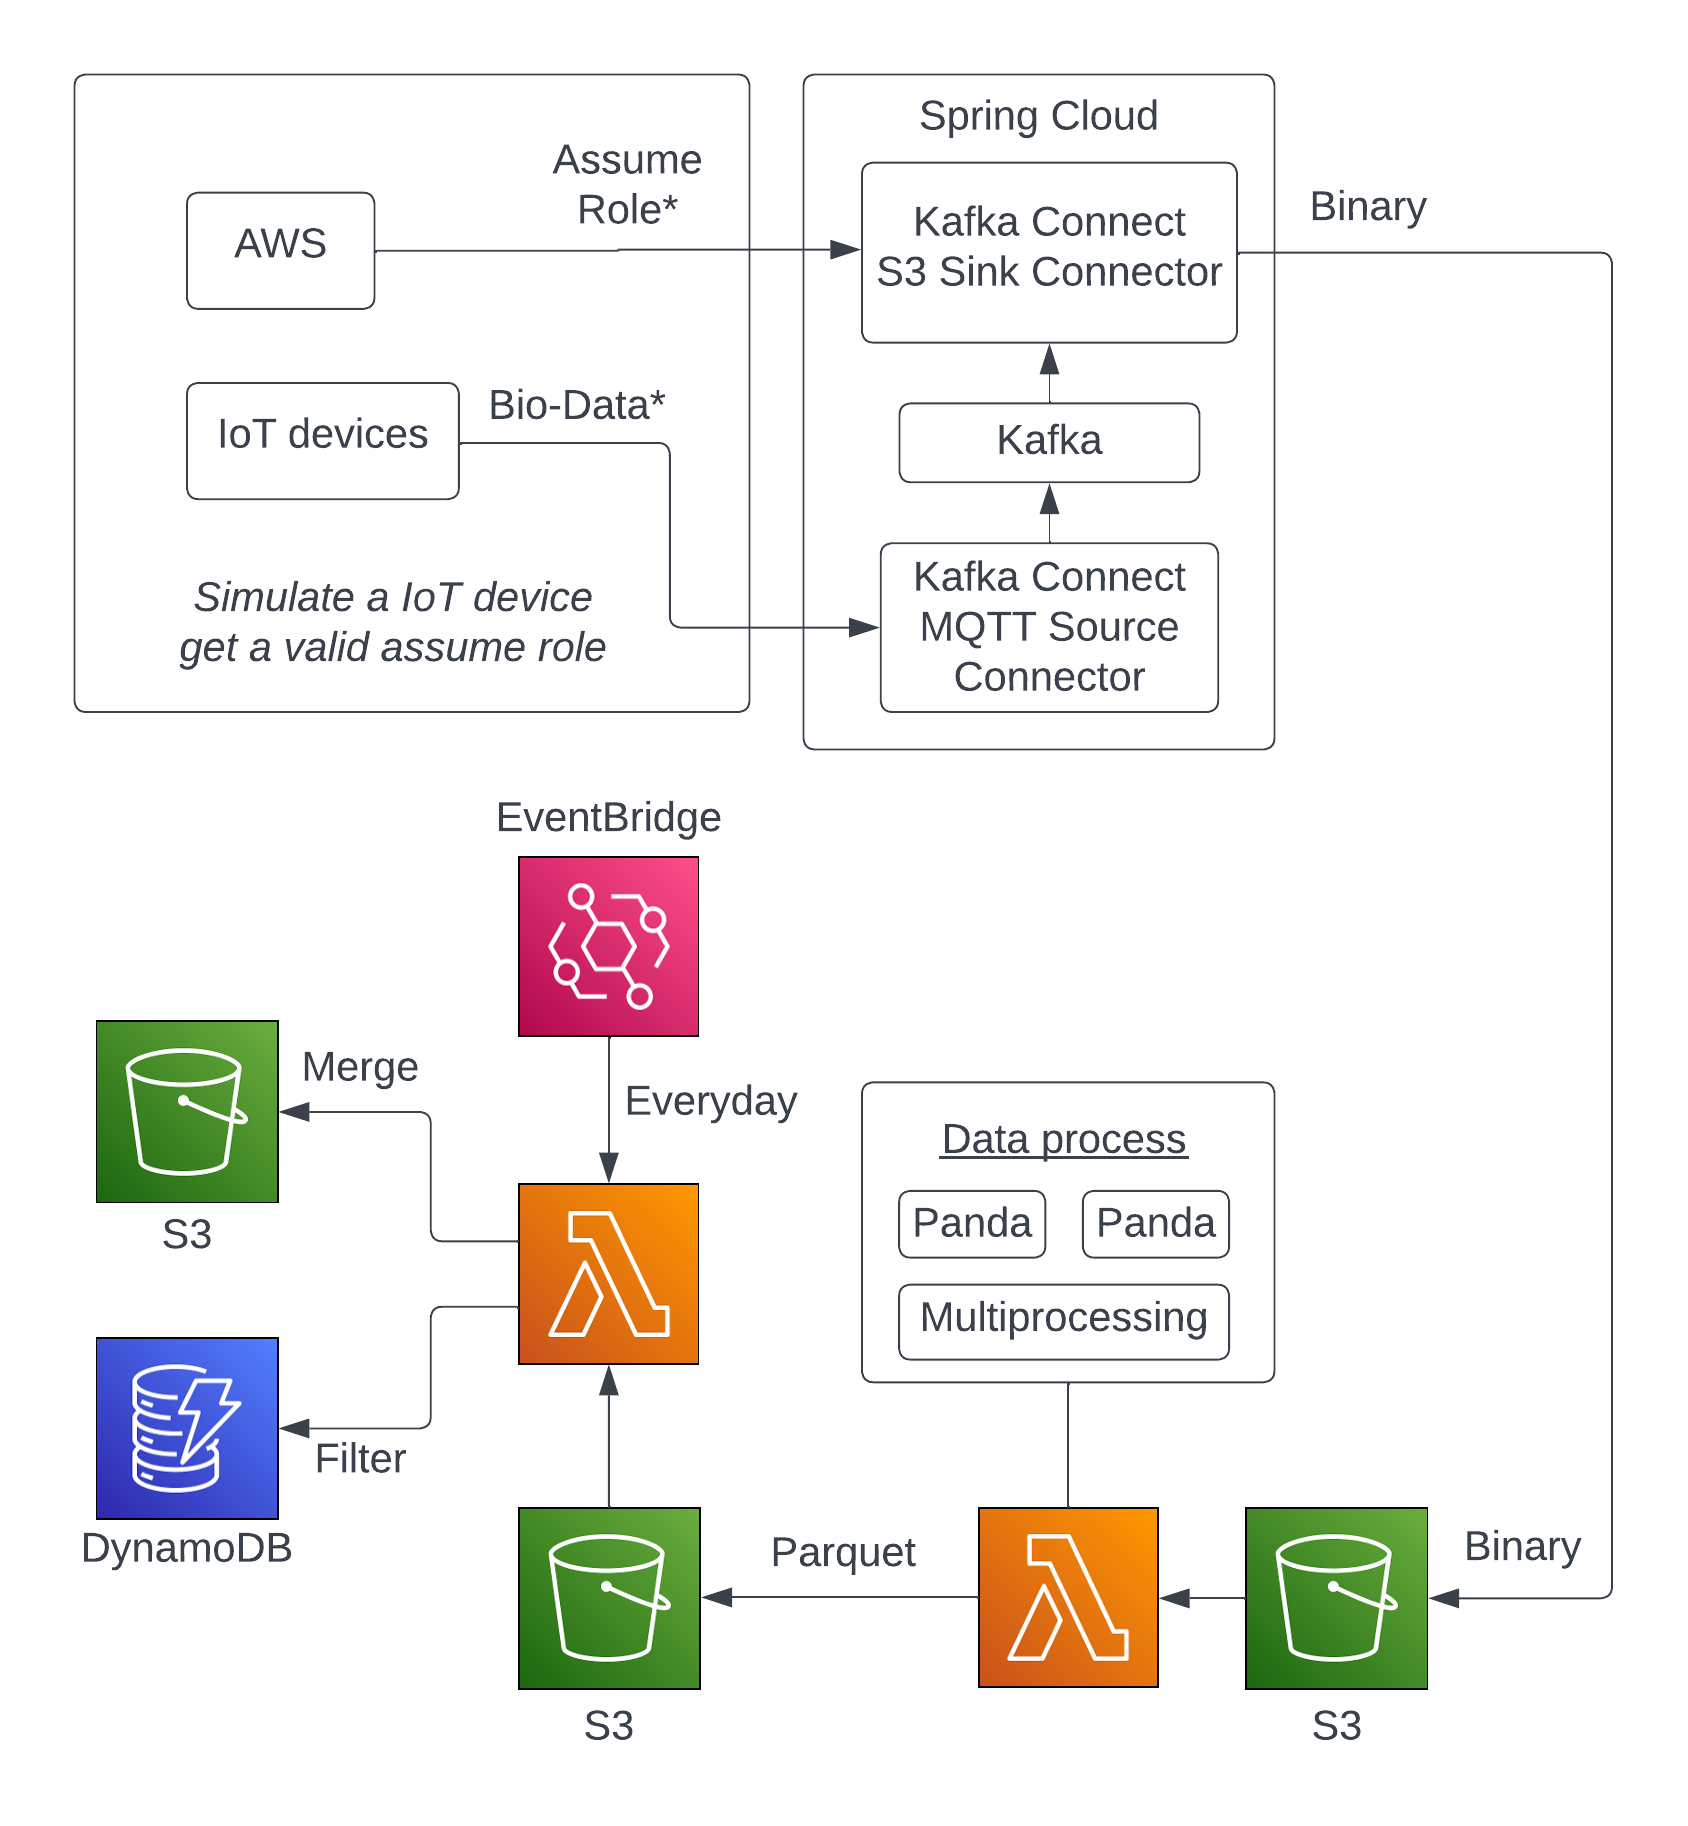 Spring Cloud
Assume
Role*
AWS
Kafka Connect
S3 Sink Connector
Binary
IoT devices
Bio-Data*
Kafka
Simulate a IoT device
get a valid assume role
Kafka Connect
MQTT Source
Connector
EventBridge
Merge
Everyday
S3
Data process
Panda
Panda
Multiprocessing
Filter
DynamoDB
Parquet
Binary
S3
S3